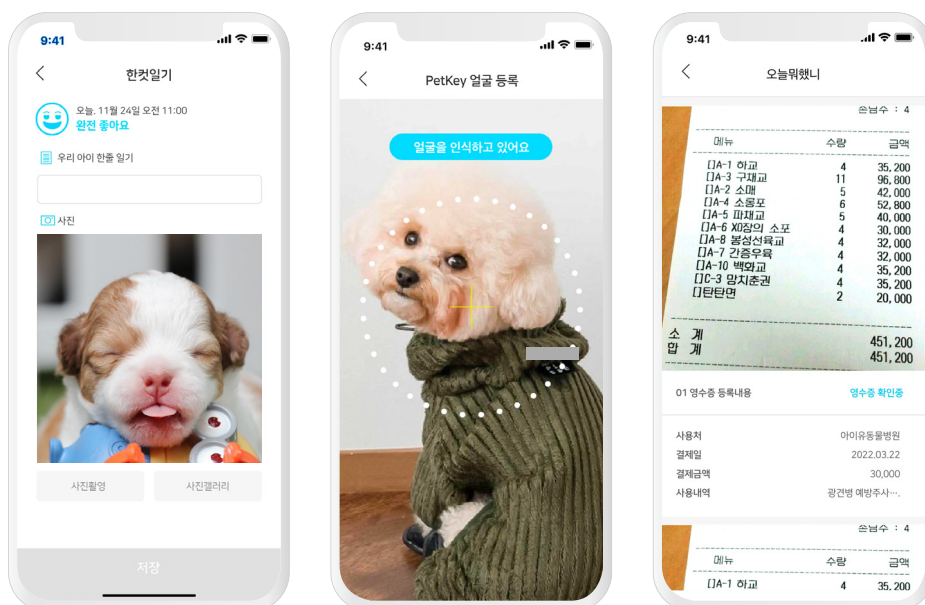 9:41
한컷일기
오늘. 11월 24일 오전 11:00
완전 좋아요
우리 아이 한줄 일기
사진
사진촬영
사진갤러리
저장
9:41
PetKey 얼굴 등록
얼굴을 인식하고 있어요
9:41
오늘뭐했니
손님수 : 4
메뉴 수량 금액
[]A-1 하교 4 35,200
[]A-3 구채교 11 96,800
[]A-2 소매 5 42,000
[]A-4 소롱포 6 52,800
[]A-5 파채교 5 40,000
[]A-6 XO장의 소포 4 30,000
[]A-8 봉성선육교 4 32,000
[]A-7 간증우육 4 32,000
[]A-10 백화교 4 35,200
[]C-3 망치춘권 4 35,200
[]탄탄면 2 20,000
소 계 451,200
합 계 451,200
01 영수증 등록내용 영수증 확인중
사용처 아이유동물병원
결제일 2022.03.22
결제금액 30,000
사용내역 광견병 예방주사···.
손님수 : 4
메뉴 수량 금액
[]A-1 하교 4 35,200